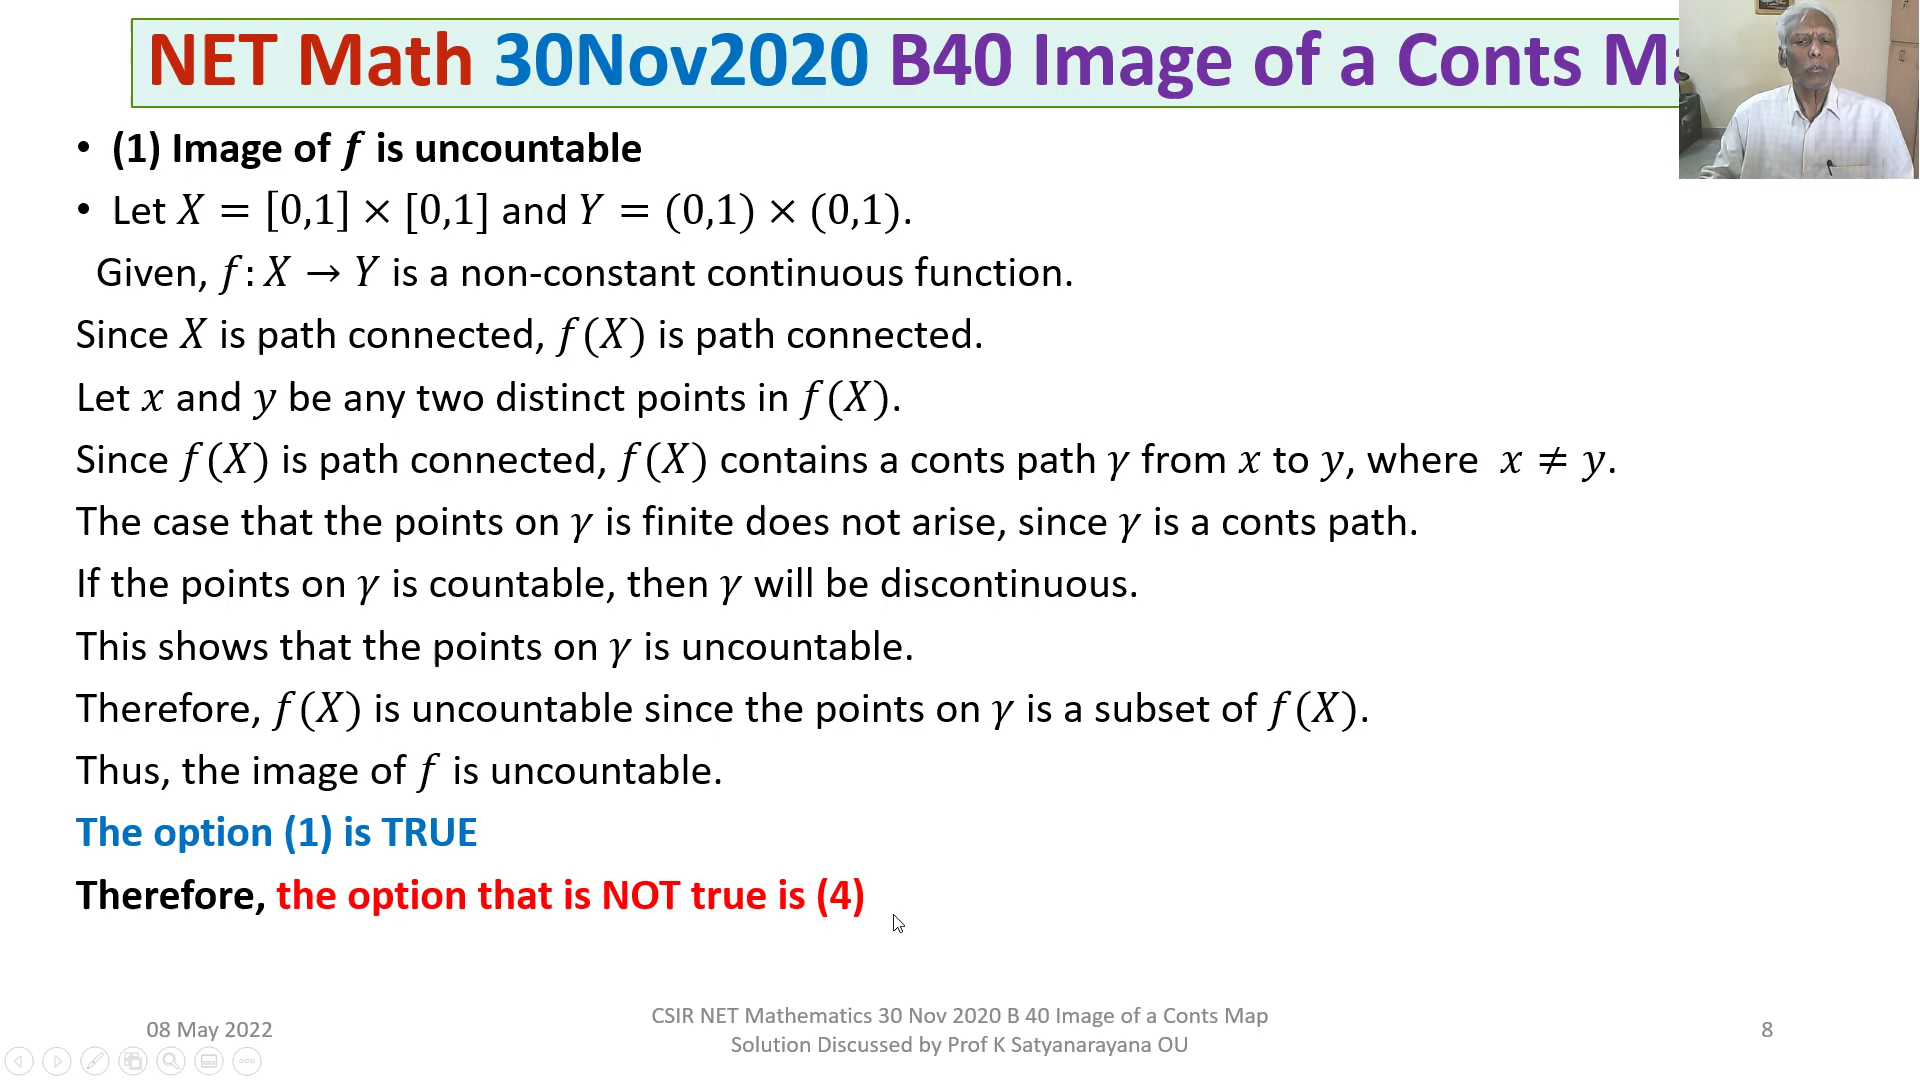 NET Math 30Nov2020 B40 Image of a Conts Ma
• (1) Image of f is uncountable
• Let X = [0,1] × [0,1] and Y = (0,1) × (0,1).
Given, f: X → Y is a non-constant continuous function.
Since X is path connected, f(X) is path connected.
Let x and y be any two distinct points in f(X).
Since f(X) is path connected, f(X) contains a conts path γ from x to y, where x ≠ y.
The case that the points on γ is finite does not arise, since γ is a conts path.
If the points on γ is countable, then γ will be discontinuous.
This shows that the points on γ is uncountable.
Therefore, f(X) is uncountable since the points on γ is a subset of f(X).
Thus, the image of f is uncountable.
The option (1) is TRUE
Therefore, the option that is NOT true is (4)
08 May 2022
CSIR NET Mathematics 30 Nov 2020 B 40 Image of a Conts Map
Solution Discussed by Prof K Satyanarayana OU
8